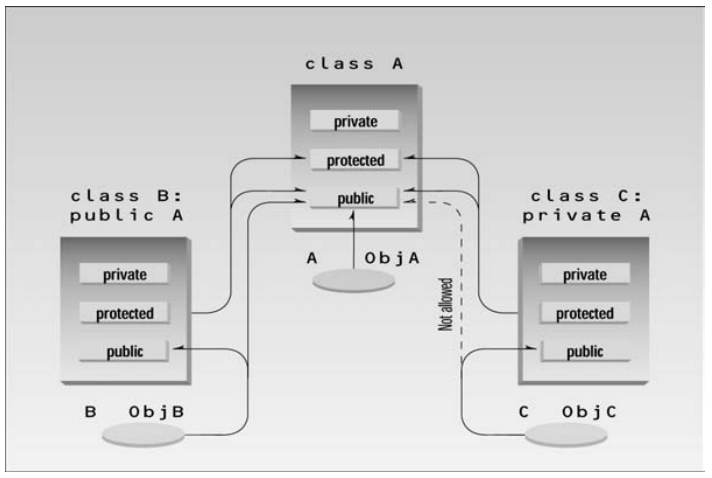 class A
private
protected
public
A ObjA
class B:
public A
private
protected
public
B ObjB
class C:
private A
private
protected
public
C ObjC
Not allowed